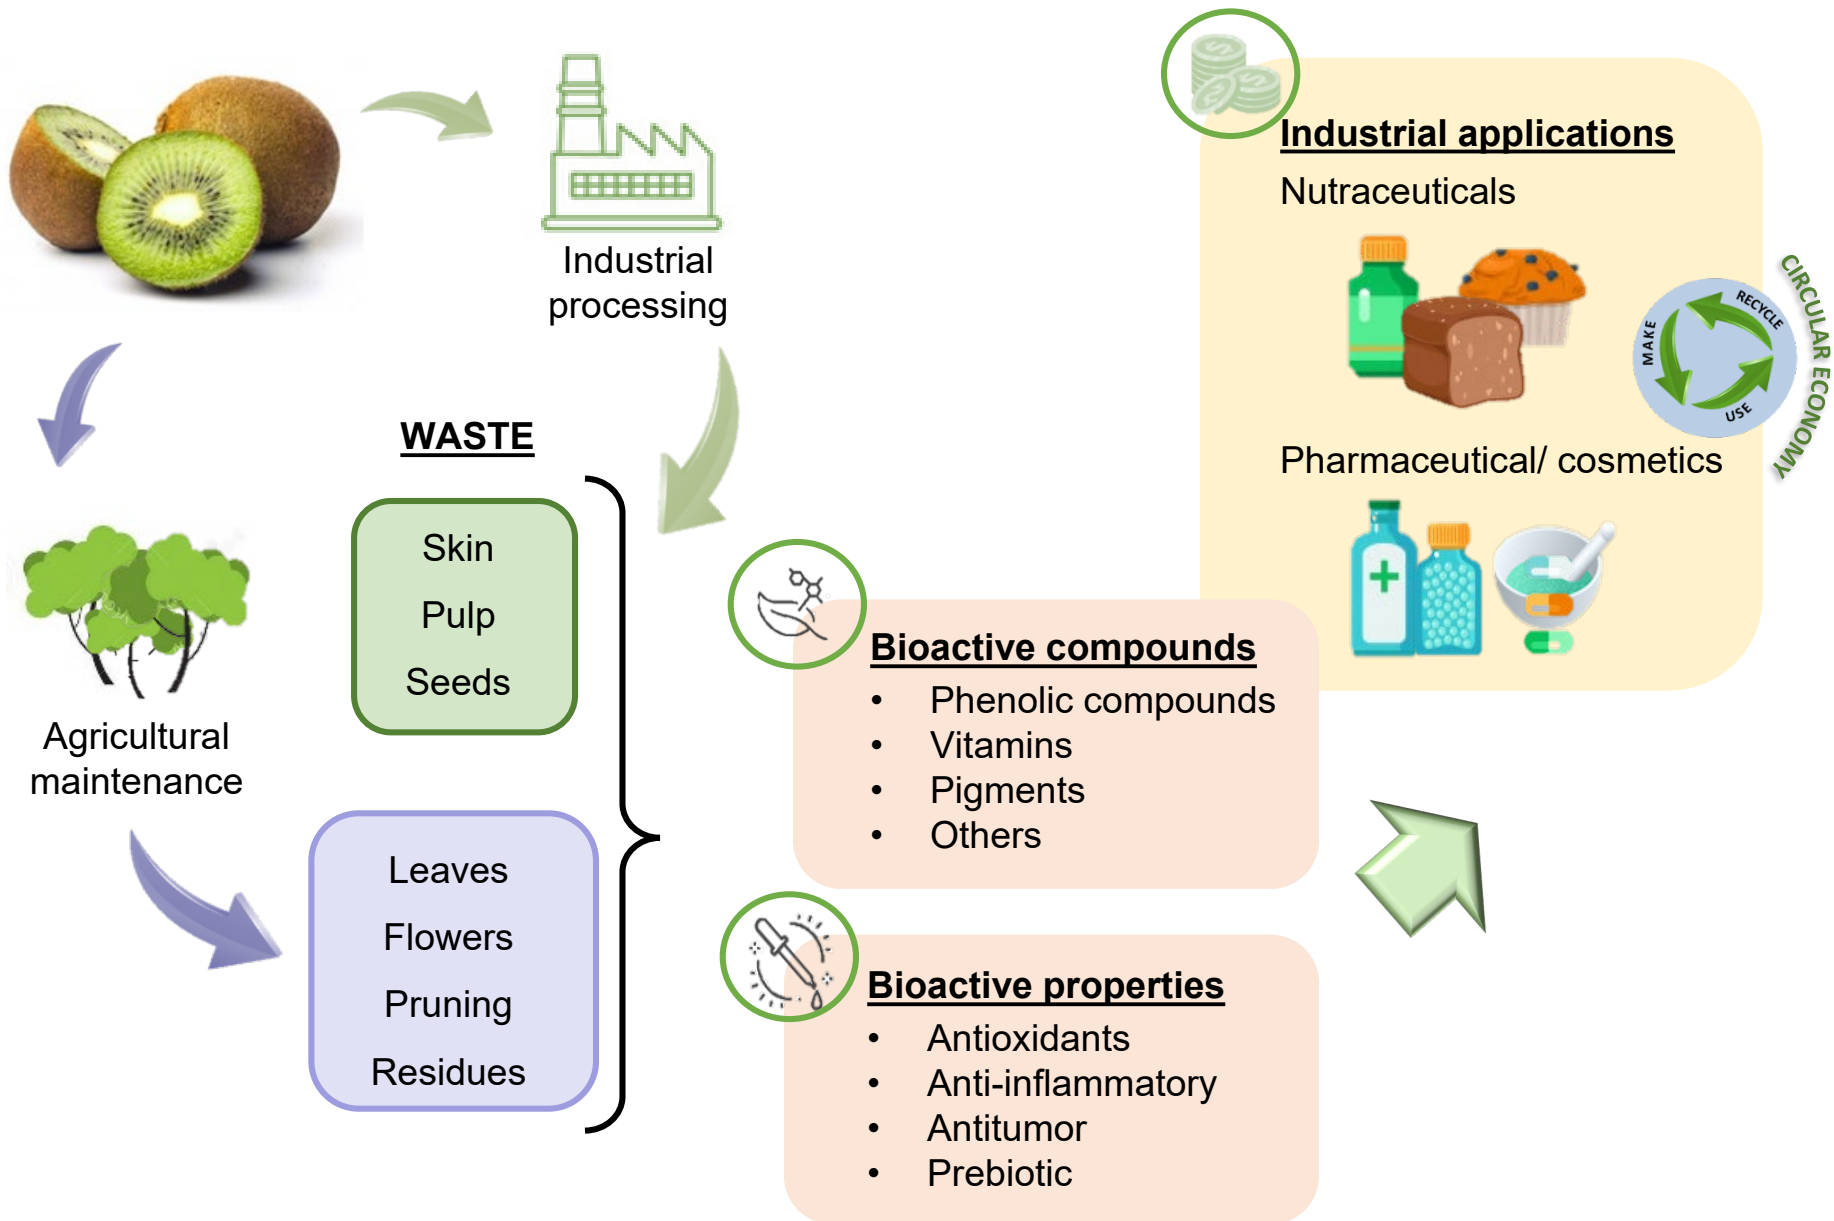 Industrial
processing
Agricultural
maintenance
WASTE
Skin
Pulp
Seeds
Leaves
Flowers
Pruning
Residues
Bioactive compounds
• Phenolic compounds
• Vitamins
• Pigments
• Others
Bioactive properties
• Antioxidants
• Anti-inflammatory
• Antitumor
• Prebiotic
Industrial applications
Nutraceuticals
Pharmaceutical/ cosmetics
MAKE
RECYCLE
USE
CIRCULAR ECONOMY